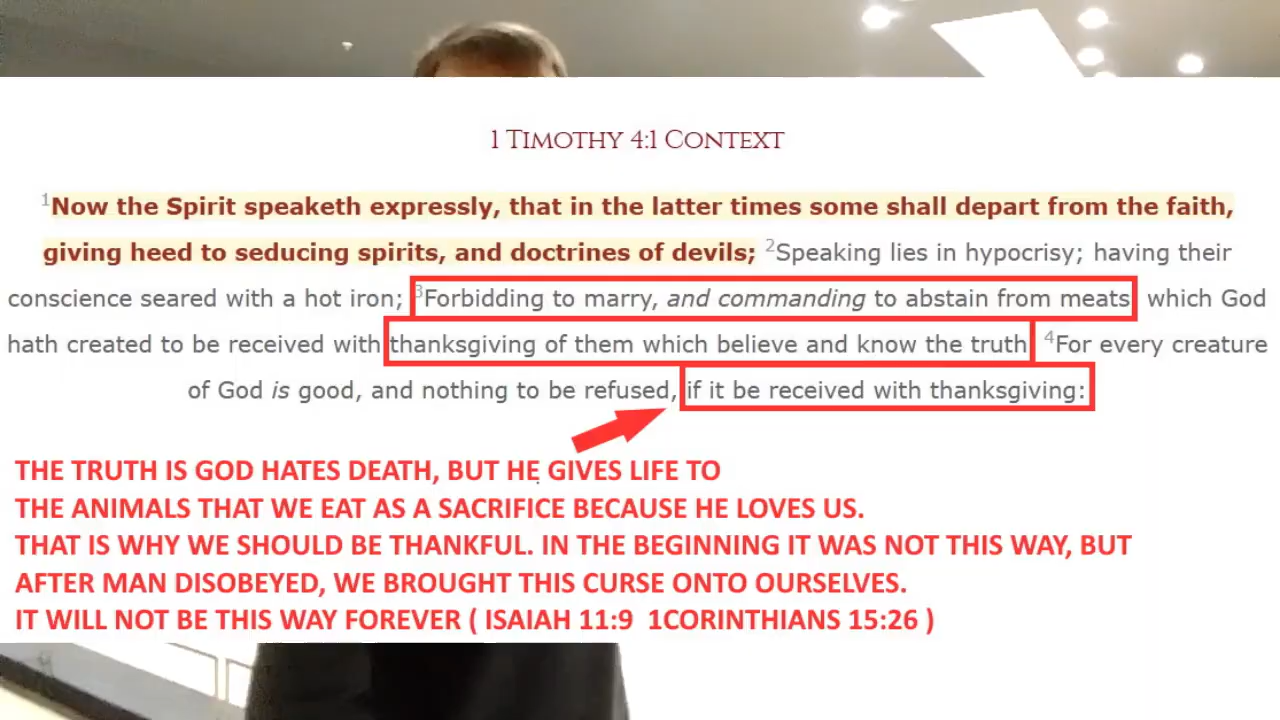 1 Timothy 4:1 Context
1Now the Spirit speaketh expressly, that in the latter times some shall depart from the faith,
giving heed to seducing spirits, and doctrines of devils; 2Speaking lies in hypocrisy; having their
conscience seared with a hot iron; 3Forbidding to marry, and commanding to abstain from meats which God
hath created to be received with thanksgiving of them which believe and know the truth 4For every creature
of God is good, and nothing to be refused, if it be received with thanksgiving:
THE TRUTH IS GOD HATES DEATH, BUT HE GIVES LIFE TO
THE ANIMALS THAT WE EAT AS A SACRIFICE BECAUSE HE LOVES US.
THAT IS WHY WE SHOULD BE THANKFUL. IN THE BEGINNING IT WAS NOT THIS WAY, BUT
AFTER MAN DISOBEYED, WE BROUGHT THIS CURSE ONTO OURSELVES.
IT WILL NOT BE THIS WAY FOREVER ( ISAIAH 11:9 1CORINTHIANS 15:26 )